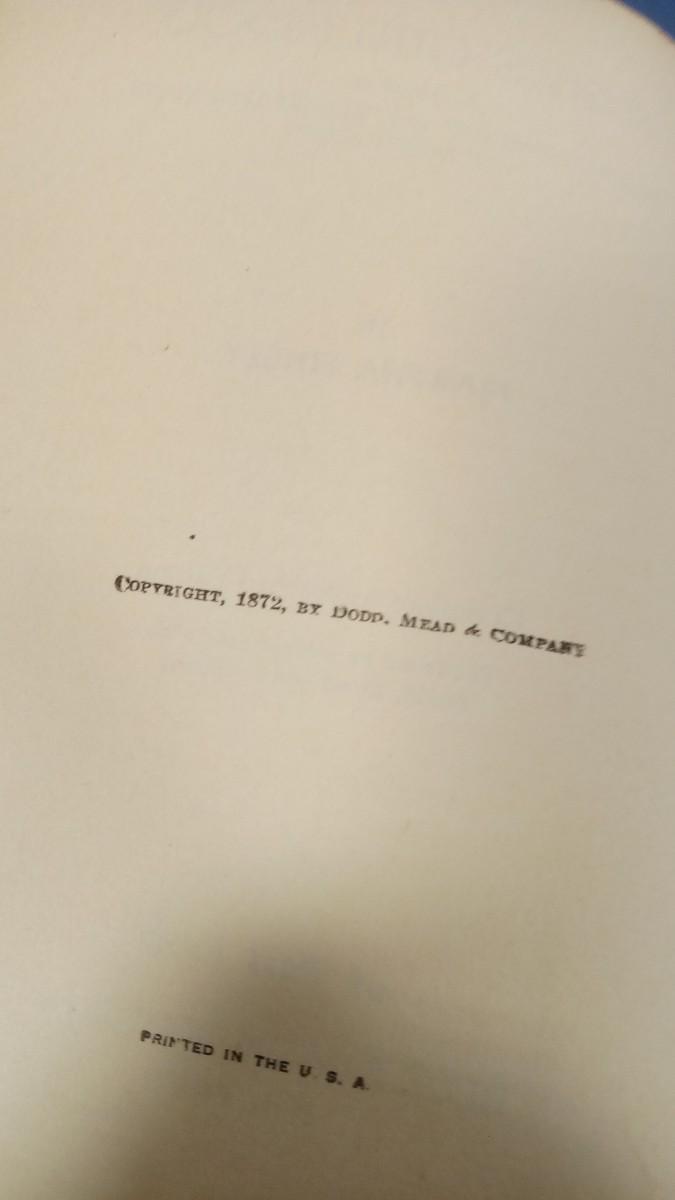 COPYRIGHT, 1872, BY DODD, MEAD & COMPANY
PRINTED IN THE U. S. A.